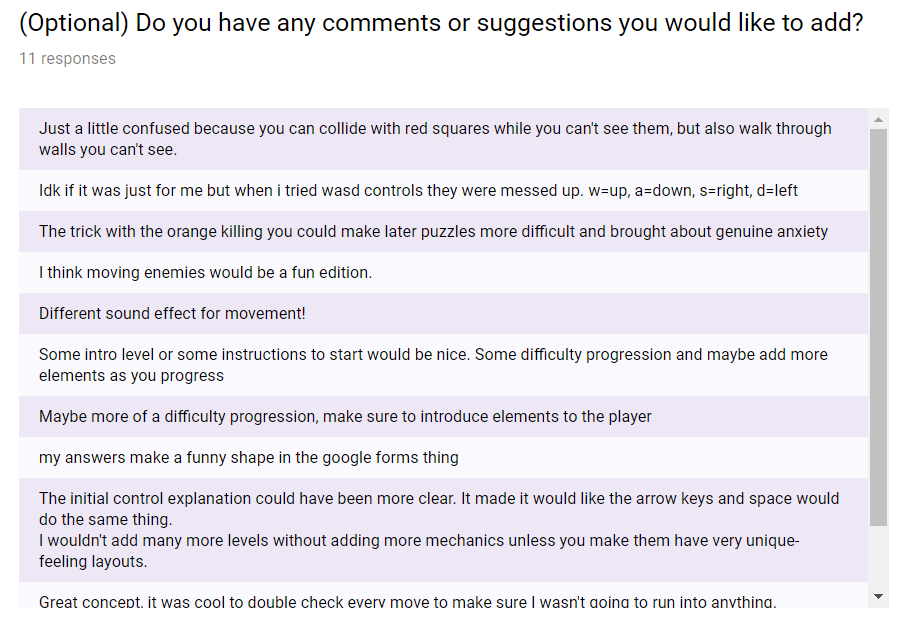 (Optional) Do you have any comments or suggestions you would like to add?
11 responses
Just a little confused because you can collide with red squares while you can't see them, but also walk through
walls you can't see.
Idk if it was just for me but when i tried wasd controls they were messed up. w=up, a=down, s=right, d=left
The trick with the orange killing you could make later puzzles more difficult and brought about genuine anxiety
I think moving enemies would be a fun edition.
Different sound effect for movement!
Some intro level or some instructions to start would be nice. Some difficulty progression and maybe add more
elements as you progress
Maybe more of a difficulty progression, make sure to introduce elements to the player
my answers make a funny shape in the google forms thing
The initial control explanation could have been more clear. It made it would like the arrow keys and space would
do the same thing.
I wouldn't add many more levels without adding more mechanics unless you make them have very unique-
feeling layouts.
Great concept, it was cool to double check every move to make sure I wasn't going to run into anything.